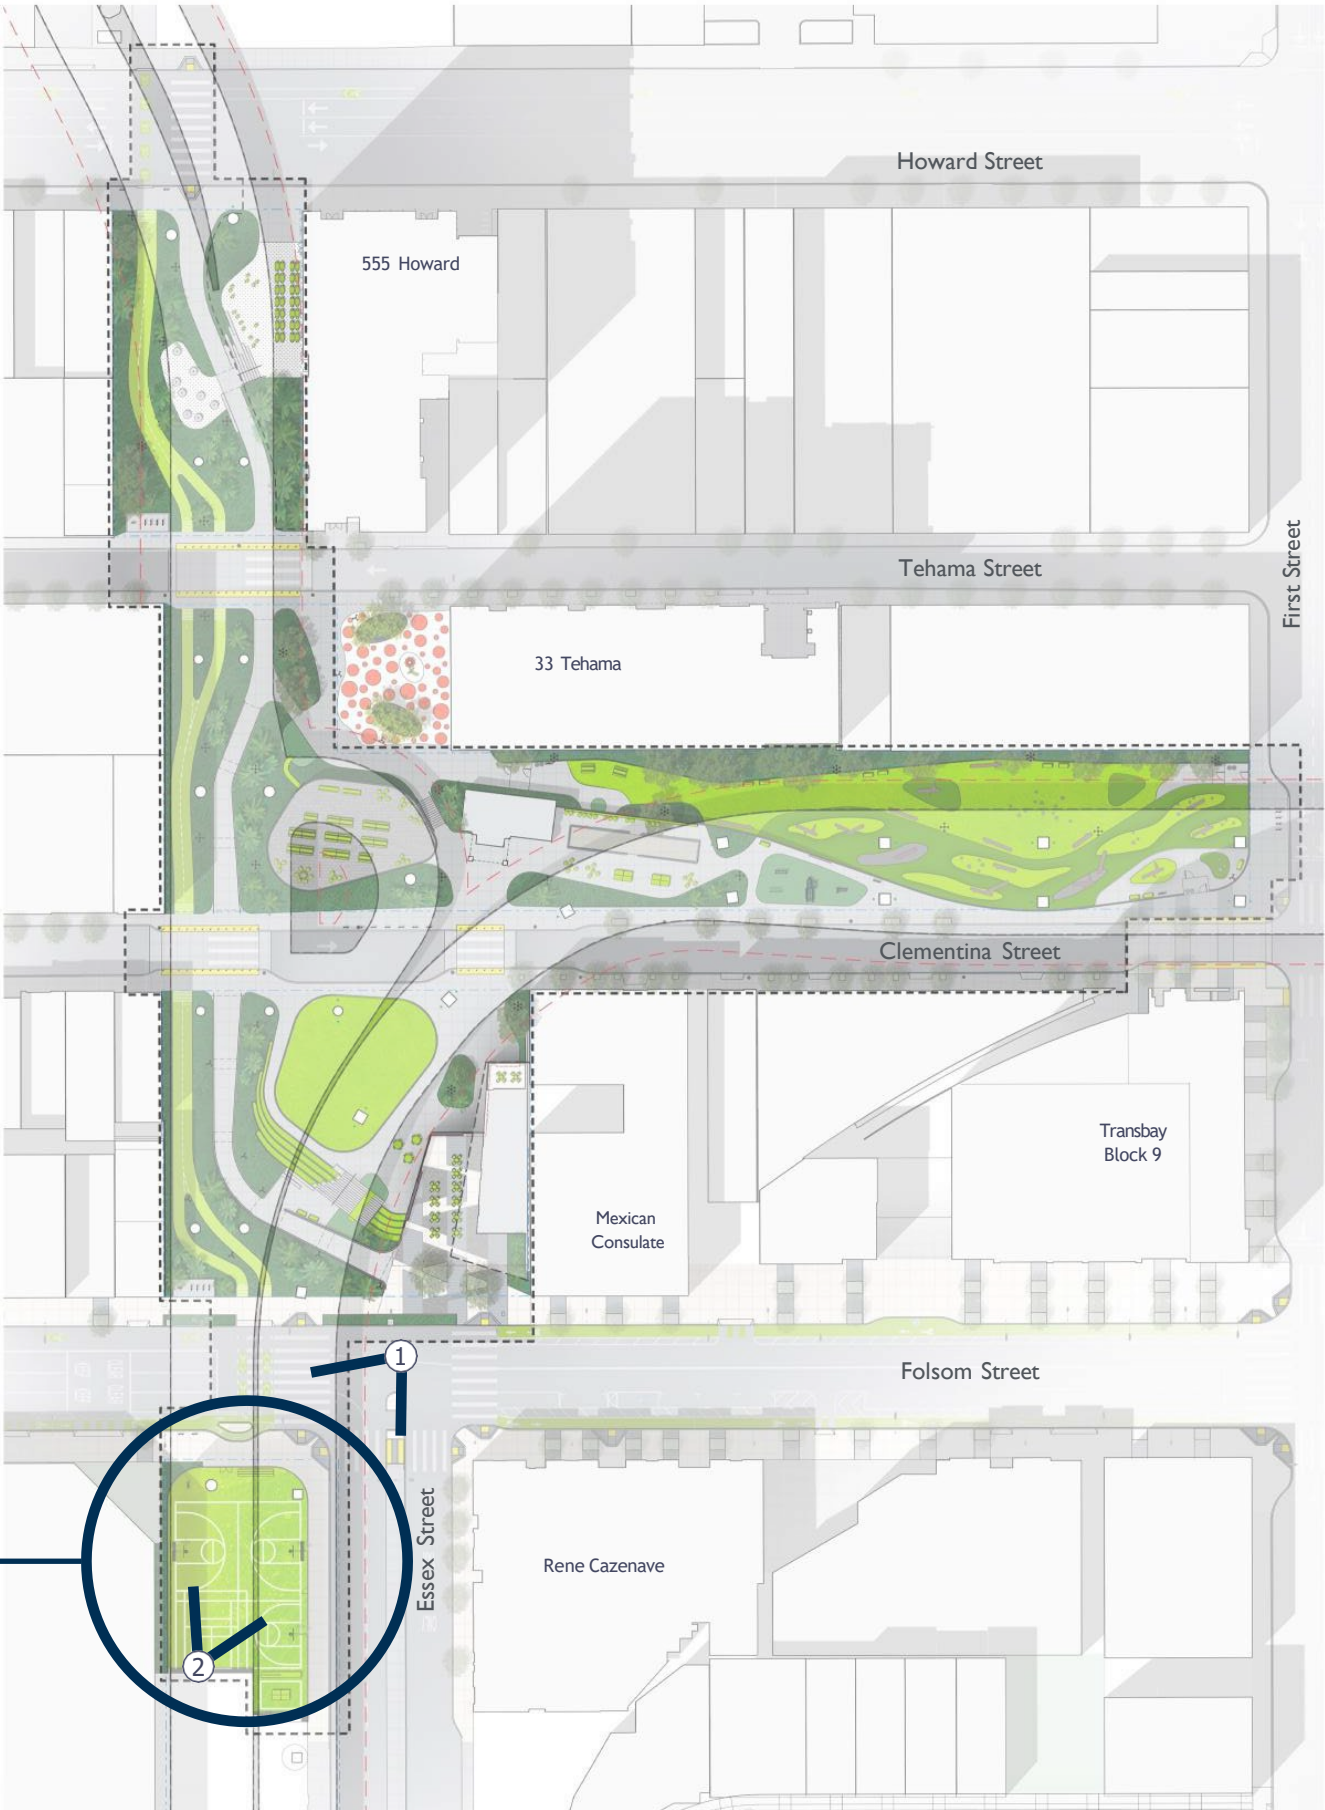 Howard Street
555 Howard
Tehama Street
First Street
33 Tehama
Clementina Street
Transbay
Block 9
Mexican
Consulate
1
Folsom Street
Essex Street
Rene Cazenave
2